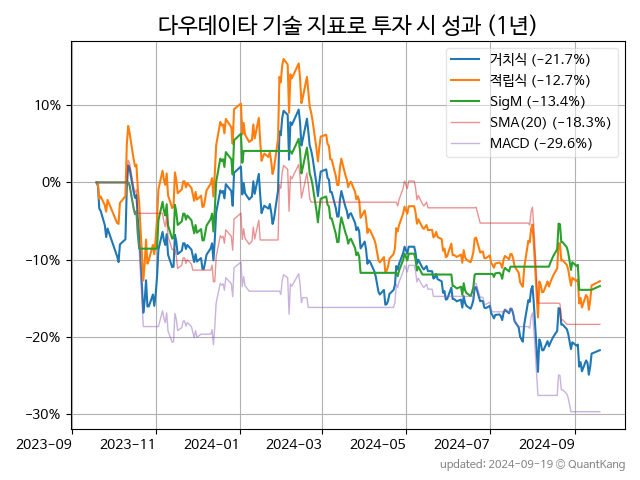 다우데이타 기술 지표로 투자 시 성과 (1년)
거치식 (−21.7%)
적립식 (−12.7%)
SigM (−13.4%)
SMA(20) (−18.3%)
MACD (−29.6%)
10%
0%
−10%
−20%
−30%
2023-09 2023-11 2024-01 2024-03 2024-05 2024-07 2024-09
updated: 2024-09-19 © QuantKang